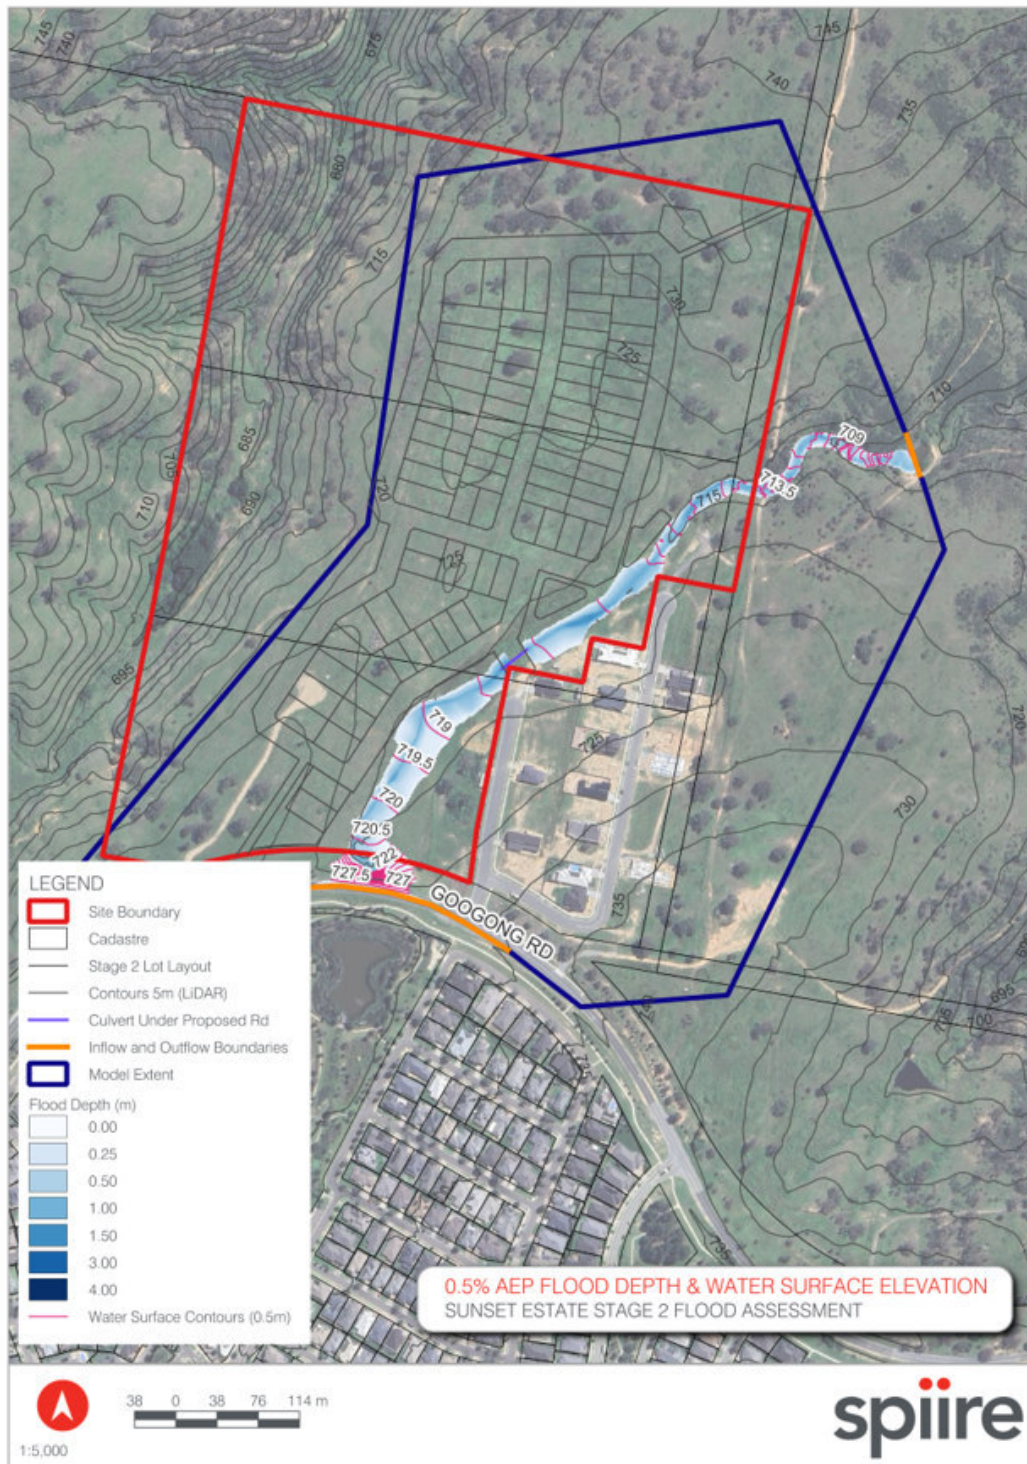 745
740
675
745
740
735
680
715
730
725
710
709
685
705
690
710
720
713.5
715
725
695
719
720
725
719.5
730
720
720.5
722
727.5
727
735
GOOGONG RD
695
700
705
LEGEND
Site Boundary
Cadastre
Stage 2 Lot Layout
Contours 5m (LiDAR)
Culvert Under Proposed Rd
Inflow and Outflow Boundaries
Model Extent
Flood Depth (m)
0.00
0.25
0.50
1.00
1.50
3.00
4.00
Water Surface Contours (0.5m)
735
0.5% AEP FLOOD DEPTH & WATER SURFACE ELEVATION
SUNSET ESTATE STAGE 2 FLOOD ASSESSMENT
38 0 38 76 114 m
1:5,000
spiire